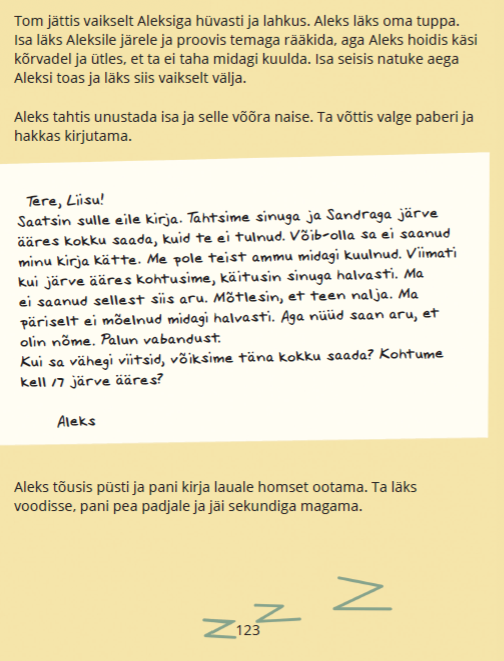 Tom jättis vaikselt Aleksiga hüvasti ja lahkus. Aleks läks oma tuppa.
Isa läks Aleksile järele ja proovis temaga rääkida, aga Aleks hoidis käsi
kõrvadel ja ütles, et ta ei taha midagi kuulda. Isa seisis natuke aega
Aleksi toas ja läks siis vaikselt välja.
Aleks tahtis unustada isa ja selle võõra naise. Ta võttis valge paberi ja
hakkas kirjutama.
Tere, Liisu!
Saatsin sulle eile kirja. Tahtsime sinuga ja Sandraga järve
ääres kokku saada, kuid te ei tulnud. Võib-olla sa ei saanud
minu kirja kätte. Me pole teist ammu midagi kuulnud. Viimati
kui järve ääres kohtusime, käitusin sinuga halvasti. Ma
ei saanud sellest siis aru. Mõtlesin, et teen nalja. Ma
päriselt ei mõelnud midagi halvasti. Aga nüüd saan aru, et
olin nõme. Palun vabandust.
Kui sa vähegi viitsid, võiksime täna kokku saada? Kohtume
kell 17 järve ääres?
Aleks
Aleks tõusis püsti ja pani kirja lauale homset ootama. Ta läks
voodisse, pani pea padjale ja jäi sekundiga magama.
z z z
123